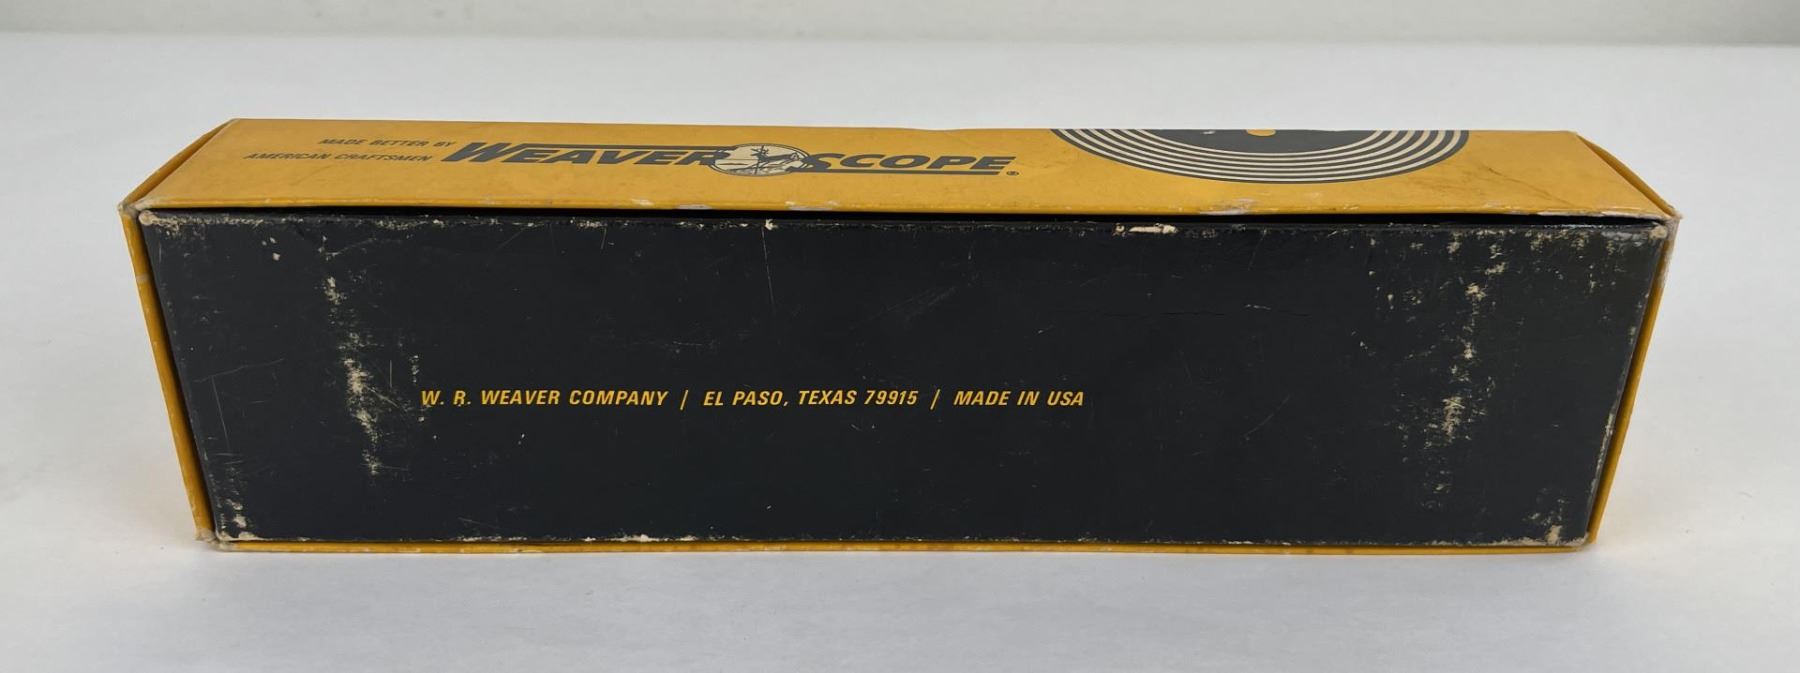 MADE BETTER BY
AMERICAN CRAFTSMEN
WEAVER SCOPE®
W. R. WEAVER COMPANY / EL PASO, TEXAS 79915 / MADE IN USA